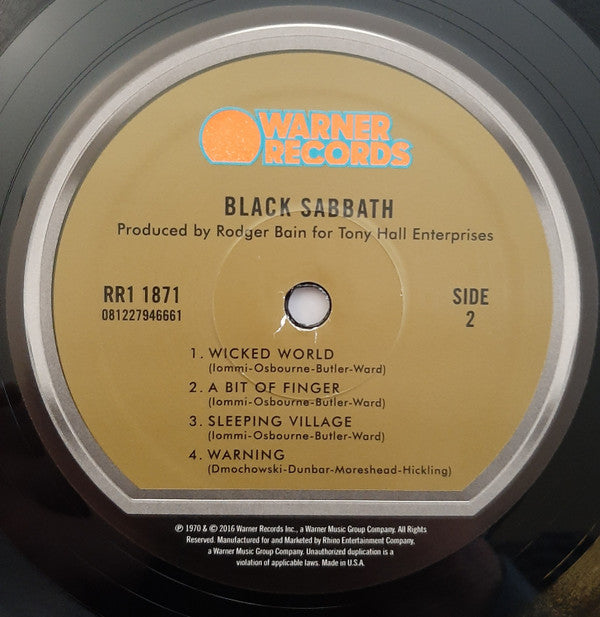 WARNER
RECORDS
BLACK SABBATH
Produced by Rodger Bain for Tony Hall Enterprises
RR1 1871
081227946661
SIDE
2
1. WICKED WORLD
(Iommi-Osbourne-Butler-Ward)
2. A BIT OF FINGER
(Iommi-Osbourne-Butler-Ward)
3. SLEEPING VILLAGE
(Iommi-Osbourne-Butler-Ward)
4. WARNING
(Dmochowski-Dunbar-Mareshead-Hickling)
℗ 1970 & © 2016 Warner Records Inc., a Warner Music Group Company. All Rights
Reserved. Manufactured for and Marketed by Rhino Entertainment Company,
a Warner Music Group Company. Unauthorized duplication is a
violation of applicable laws. Made in U.S.A.